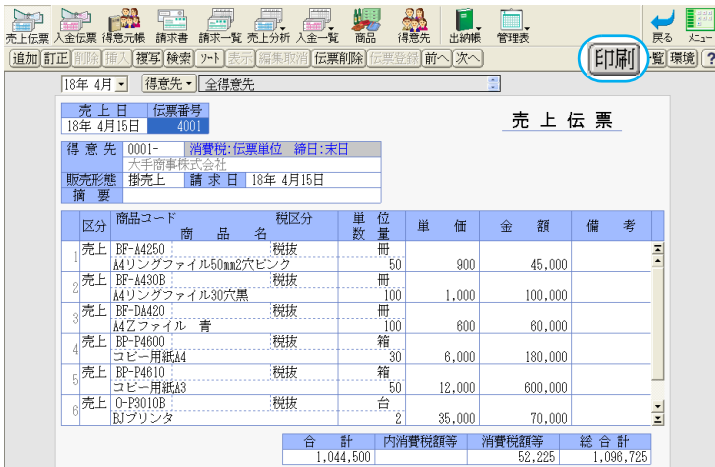 売上伝票 入金伝票 得意元帳 請求書 請求一覧 売上分析 入金一覧 商品 得意先 出納帳 管理表 戻る メニュー
追加 訂正 削除 挿入 複写 検索 ソート 表示 編集取消 伝票削除 伝票登録 前へ 次へ 印刷 覧 環境 ?
18年 4月 得意先 全得意先
売上日 伝票番号
18年 4月15日 4001
売上伝票
得意先 0001- 消費税:伝票単位 締日:末日
大手商事株式会社
販売形態 掛売上 請求日 18年 4月15日
摘要
区分 商品コード 税区分 単位 単価 金額 備考
商品名 数量
1 売上 BF-A4250 税抜 冊
A4リングファイル50mm2穴ピンク 50 900 45,000
2 売上 BF-A430B 税抜 冊
A4リングファイル30穴黒 100 1,000 100,000
3 売上 BF-DA420 税抜 冊
A4Zファイル 青 100 600 60,000
4 売上 BP-P4600 税抜 箱
コピー用紙A4 30 6,000 180,000
5 売上 BP-P4610 税抜 箱
コピー用紙A3 50 12,000 600,000
6 売上 O-P3010B 税抜 台
BJプリンタ 2 35,000 70,000
合計 内消費税額等 消費税額等 総合計
1,044,500 52,225 1,096,725